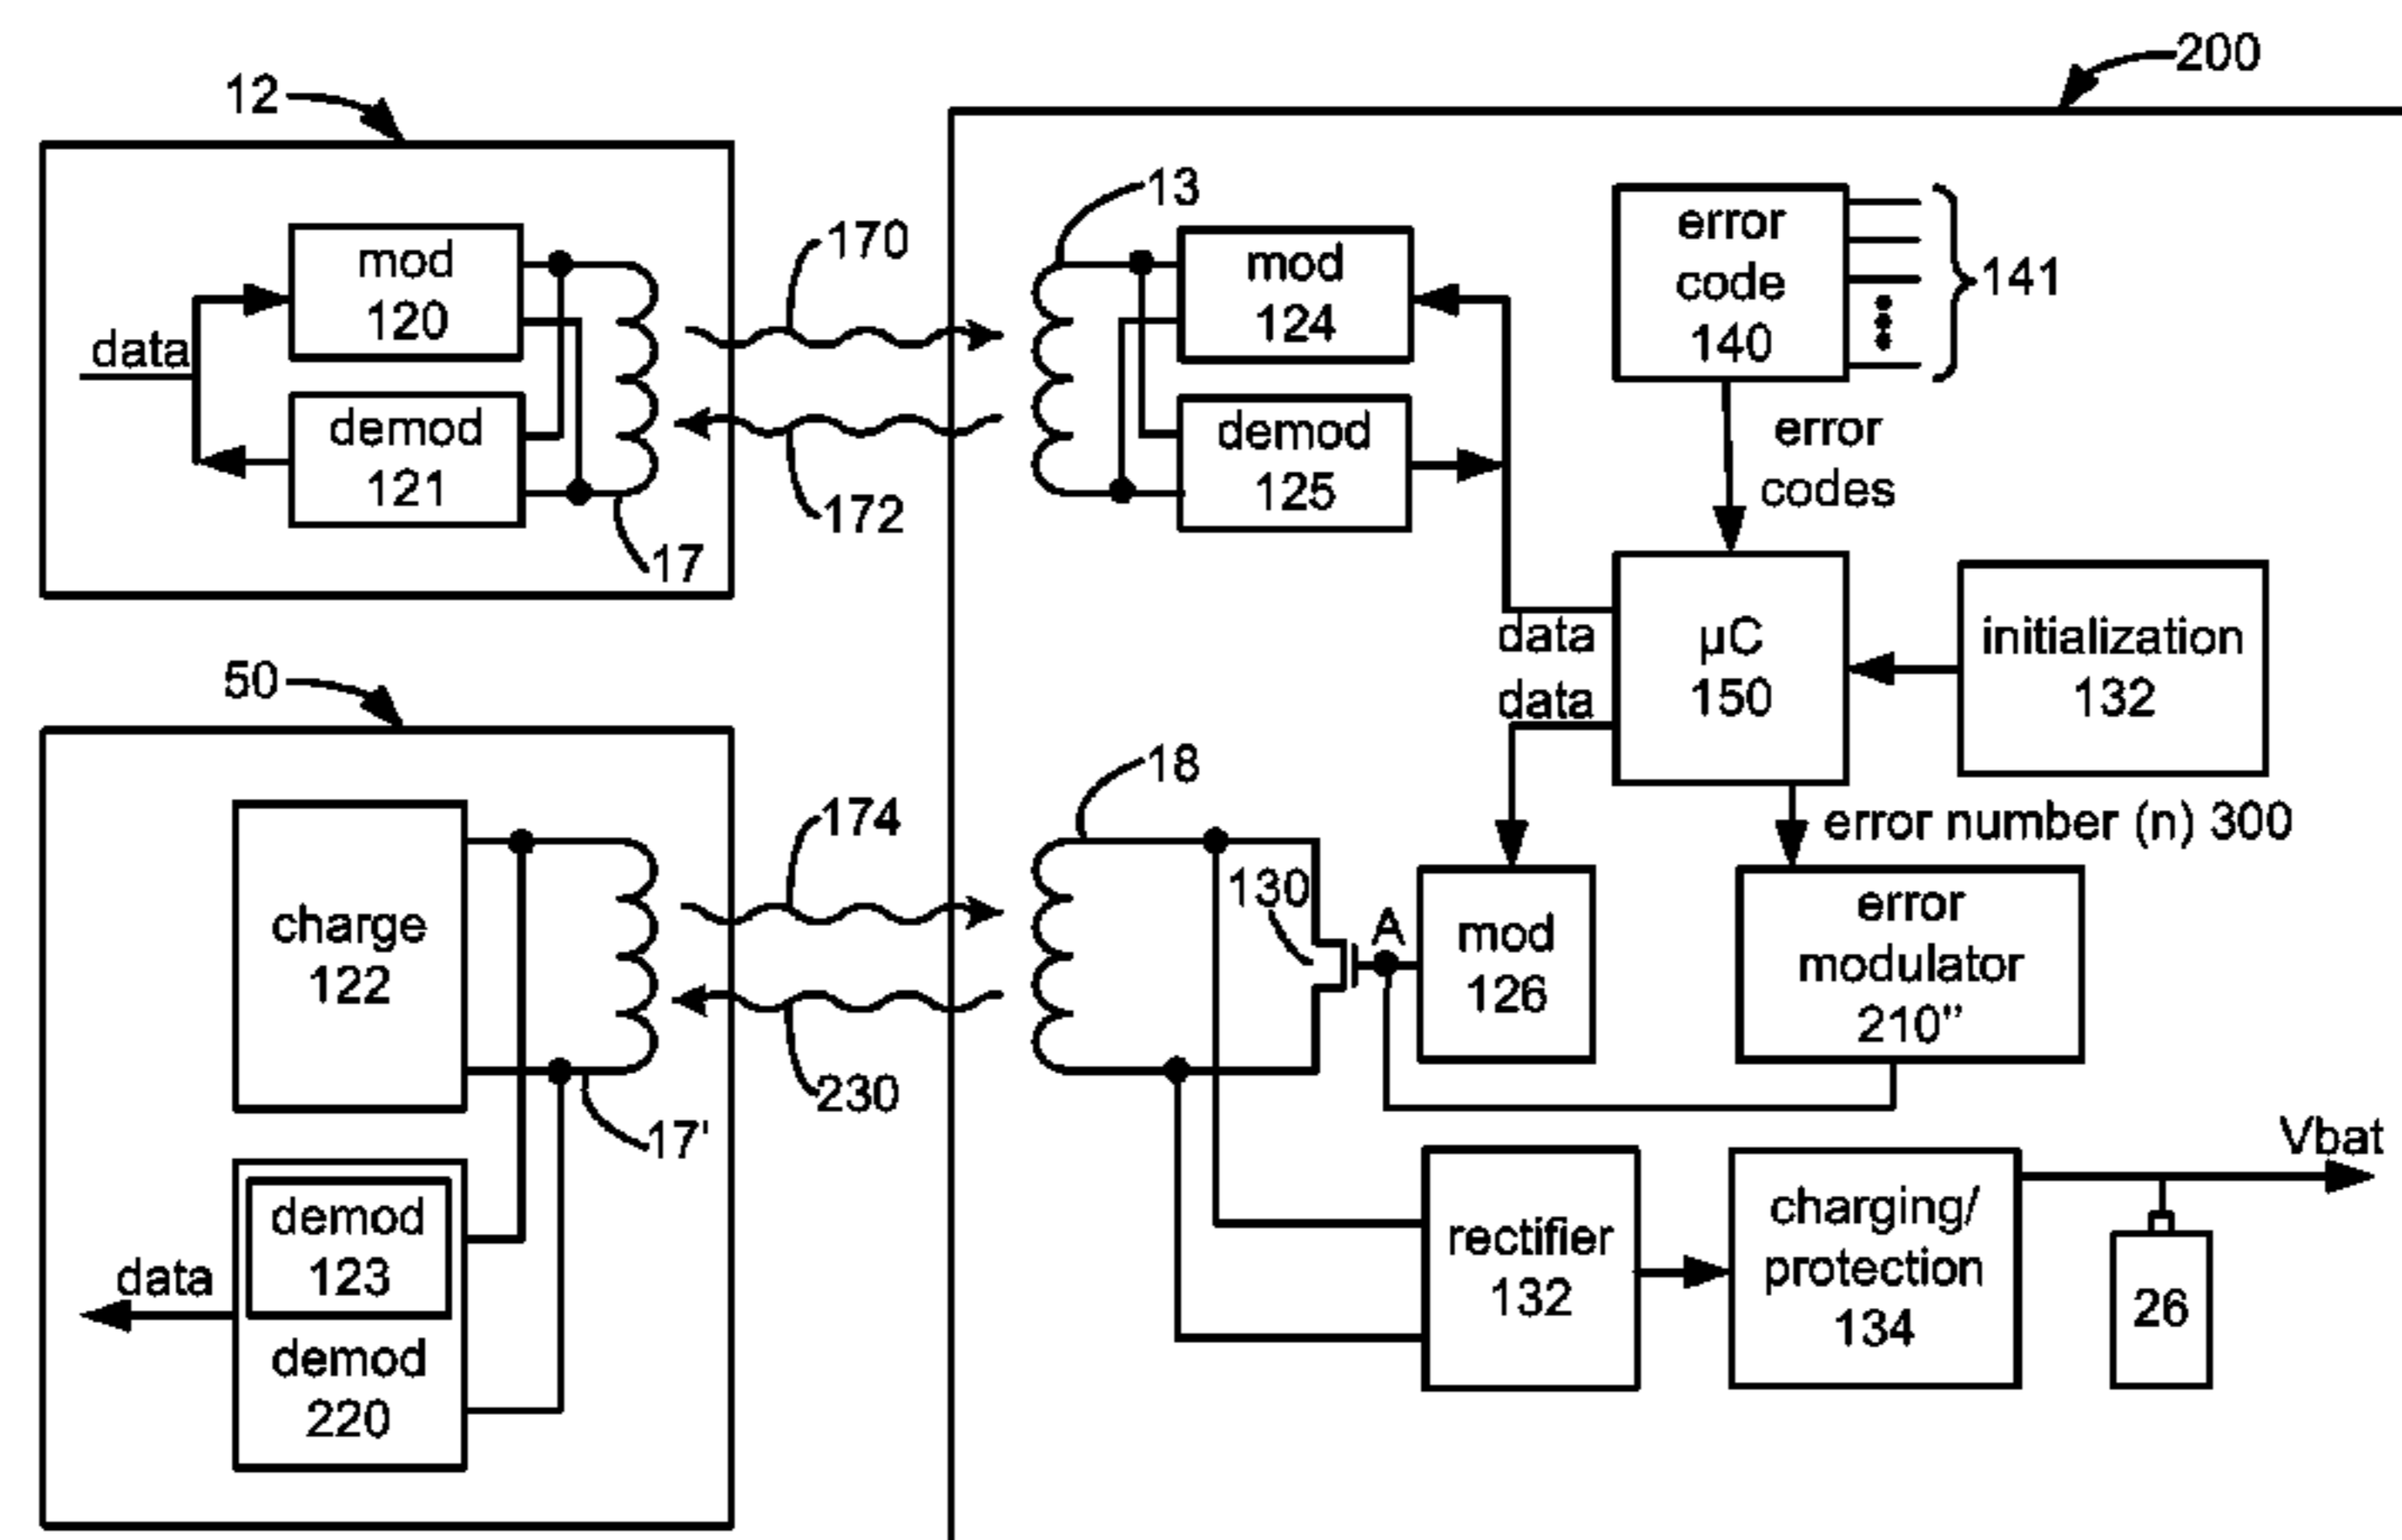 200
12
13
mod
120
data
demod
121
17
170
172
mod
124
demod
125
error
code
140
141
error
codes
data
data
µC
150
initialization
132
50
charge
122
17'
demod
123
data
demod
220
174
230
18
130
A
mod
126
error number (n) 300
error
modulator
210"
rectifier
132
charging/
protection
134
Vbat
26